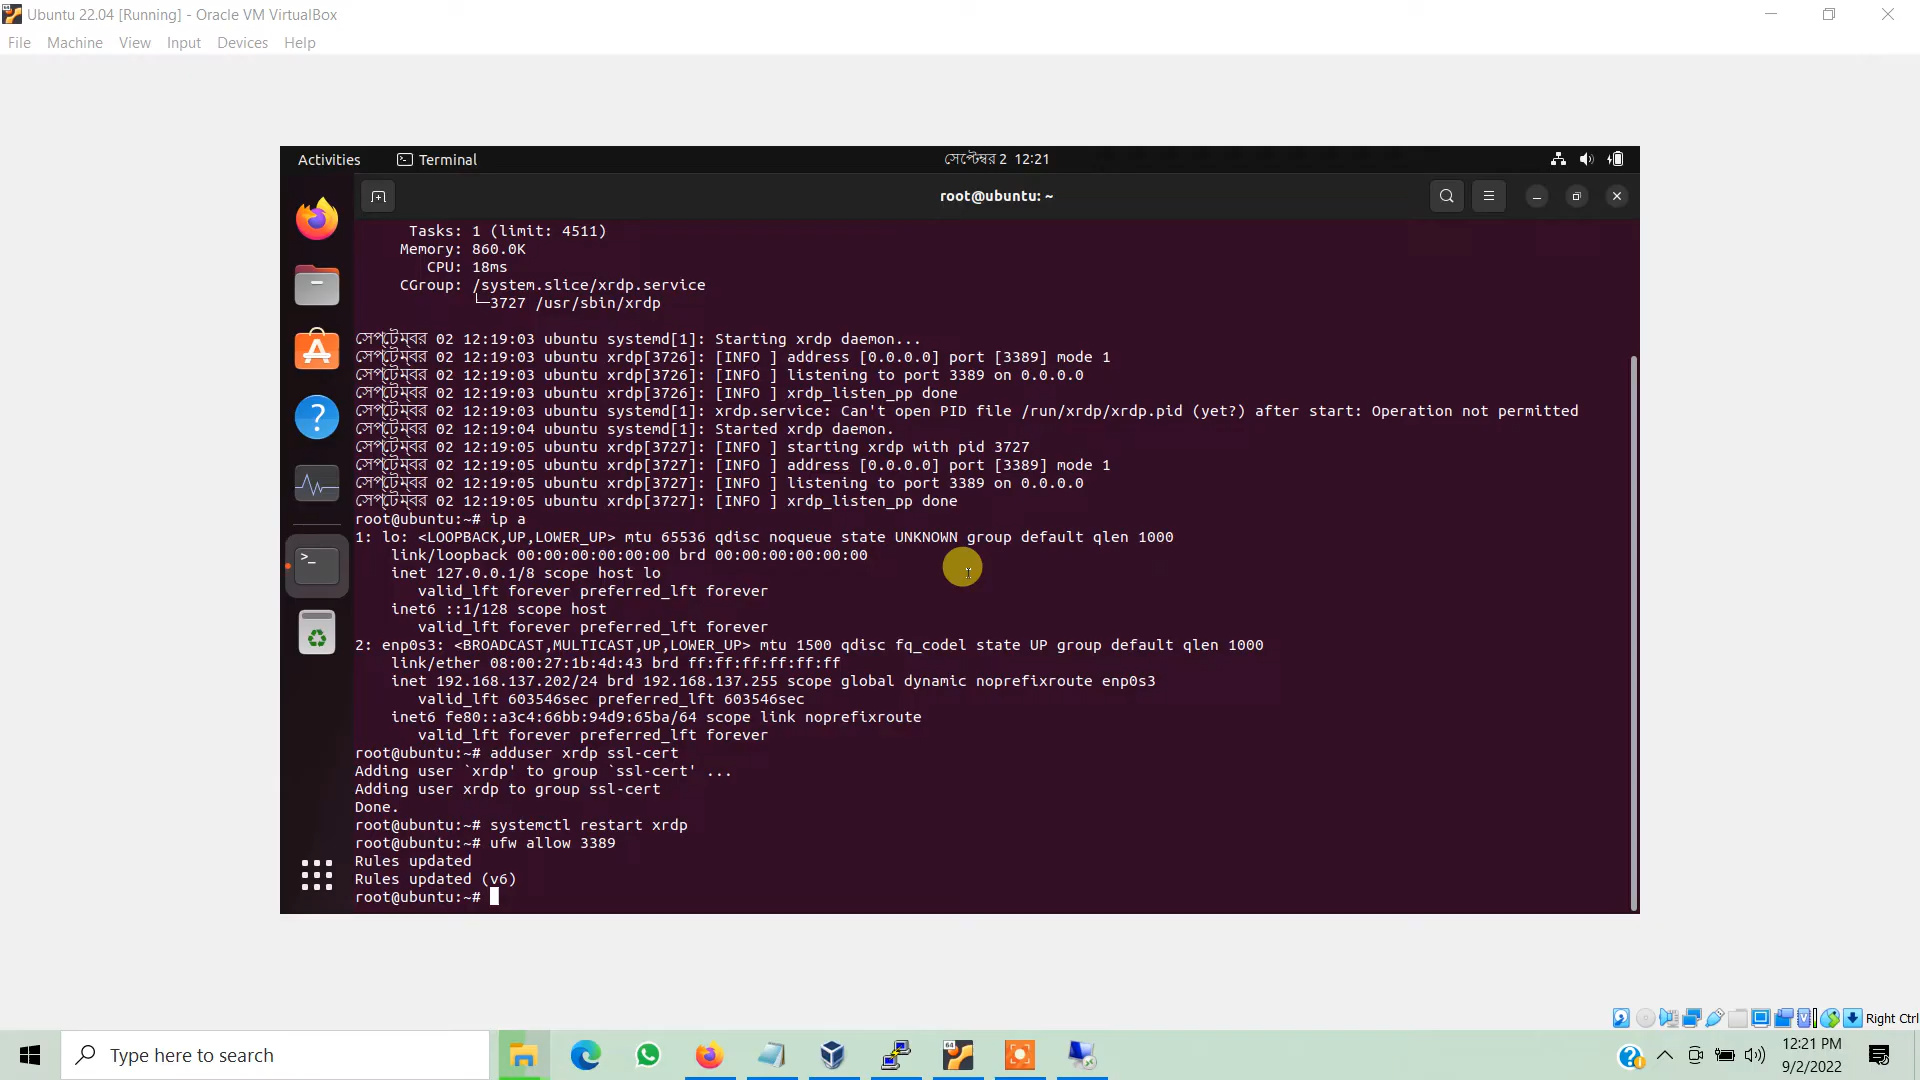 Ubuntu 22.04 [Running] - Oracle VM VirtualBox
File Machine View Input Devices Help
Activities Terminal সেপ্টেম্বর 2 12:21
root@ubuntu: ~
Tasks: 1 (limit: 4511)
Memory: 860.0K
CPU: 18ms
CGroup: /system.slice/xrdp.service
└─3727 /usr/sbin/xrdp
সেপ্টেম্বর 02 12:19:03 ubuntu systemd[1]: Starting xrdp daemon...
সেপ্টেম্বর 02 12:19:03 ubuntu xrdp[3726]: [INFO ] address [0.0.0.0] port [3389] mode 1
সেপ্টেম্বর 02 12:19:03 ubuntu xrdp[3726]: [INFO ] listening to port 3389 on 0.0.0.0
সেপ্টেম্বর 02 12:19:03 ubuntu xrdp[3726]: [INFO ] xrdp_listen_pp done
সেপ্টেম্বর 02 12:19:03 ubuntu systemd[1]: xrdp.service: Can't open PID file /run/xrdp/xrdp.pid (yet?) after start: Operation not permitted
সেপ্টেম্বর 02 12:19:04 ubuntu systemd[1]: Started xrdp daemon.
সেপ্টেম্বর 02 12:19:05 ubuntu xrdp[3727]: [INFO ] starting xrdp with pid 3727
সেপ্টেম্বর 02 12:19:05 ubuntu xrdp[3727]: [INFO ] address [0.0.0.0] port [3389] mode 1
সেপ্টেম্বর 02 12:19:05 ubuntu xrdp[3727]: [INFO ] listening to port 3389 on 0.0.0.0
সেপ্টেম্বর 02 12:19:05 ubuntu xrdp[3727]: [INFO ] xrdp_listen_pp done
root@ubuntu:~# ip a
1: lo: <LOOPBACK,UP,LOWER_UP> mtu 65536 qdisc noqueue state UNKNOWN group default qlen 1000
link/loopback 00:00:00:00:00:00 brd 00:00:00:00:00:00
inet 127.0.0.1/8 scope host lo
valid_lft forever preferred_lft forever
inet6 ::1/128 scope host
valid_lft forever preferred_lft forever
2: enp0s3: <BROADCAST,MULTICAST,UP,LOWER_UP> mtu 1500 qdisc fq_codel state UP group default qlen 1000
link/ether 08:00:27:1b:4d:43 brd ff:ff:ff:ff:ff:ff
inet 192.168.137.202/24 brd 192.168.137.255 scope global dynamic noprefixroute enp0s3
valid_lft 603546sec preferred_lft 603546sec
inet6 fe80::a3c4:66bb:94d9:65ba/64 scope link noprefixroute
valid_lft forever preferred_lft forever
root@ubuntu:~# adduser xrdp ssl-cert
Adding user `xrdp' to group `ssl-cert' ...
Adding user xrdp to group ssl-cert
Done.
root@ubuntu:~# systemctl restart xrdp
root@ubuntu:~# ufw allow 3389
Rules updated
Rules updated (v6)
root@ubuntu:~#
Right Ctrl
Type here to search
12:21 PM
9/2/2022